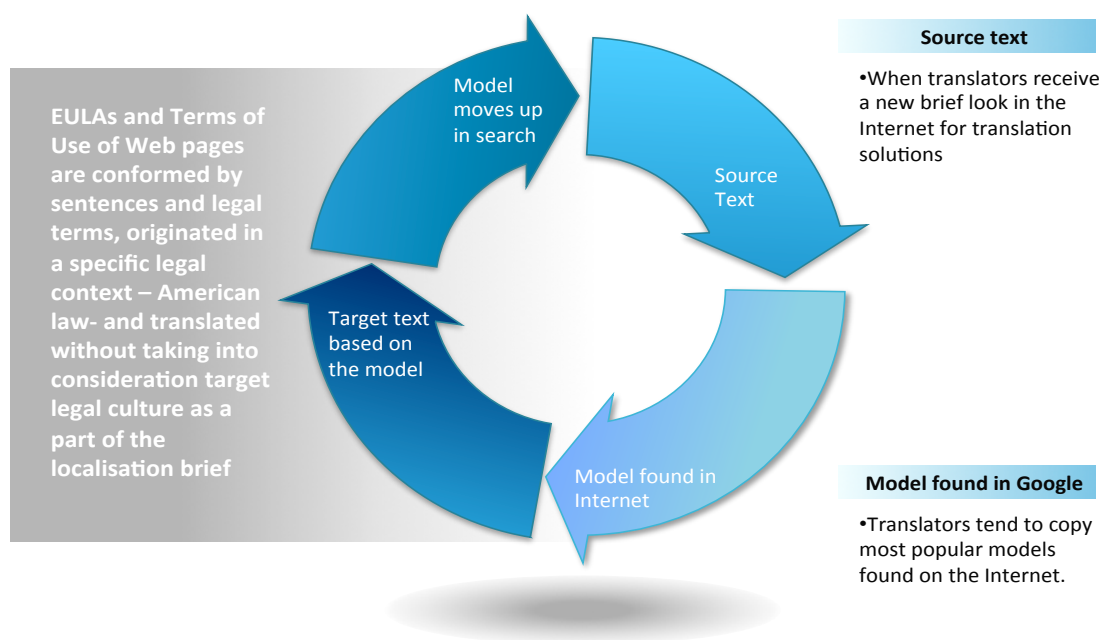 EULAs and Terms of
Use of Web pages
are conformed by
sentences and legal
terms, originated in
a specific legal
context – American
law- and translated
without taking into
consideration target
legal culture as a
part of the
localisation brief
Model
moves up
in search
Source
Text
Model found in
Internet
Target text
based on
the model
Source text
•When translators receive
a new brief look in the
Internet for translation
solutions
Model found in Google
•Translators tend to copy
most popular models
found on the Internet.